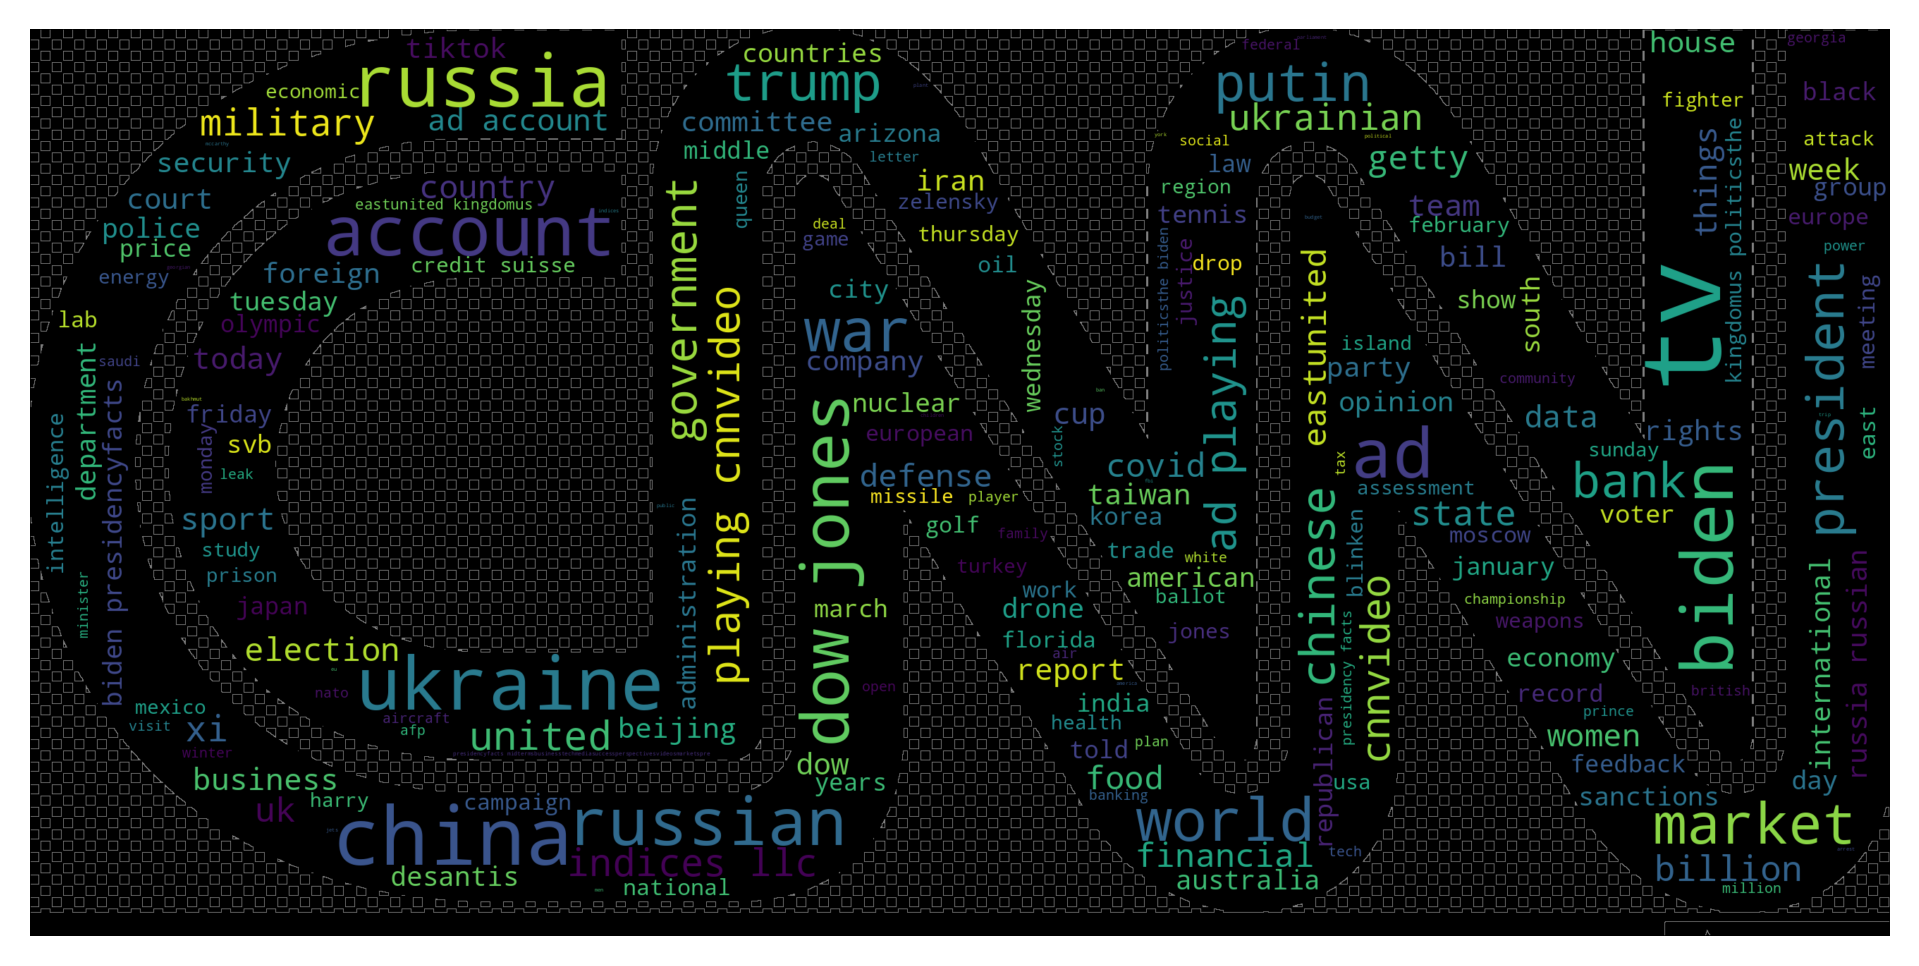 tiktok
russia
economic
military
ad account
security
court
police
price
energy
country
eastunited kingdomus
account
credit suisse
foreign
tuesday
olympic
today
lab
saudi
department
biden presidencyfacts
intelligence
minister
friday
monday
svb
leak
sport
study
prison
japan
election
nato
ukraine
aircraft
afp
united
beijing
mexico
visit
xi
winter
business
uk
harry
campaign
china
russian
indices llc
desantis
national
countries
trump
committee
arizona
middle
letter
queen
iran
zelensky
thursday
oil
government
playing cnnvideo
administration
deal
game
city
war
company
wednesday
dow jones
nuclear
european
defense
missile
player
golf
family
turkey
march
open
dow
years
cup
stock
covid
taiwan
korea
trade
white
american
ballot
work
drone
florida
air
report
jones
india
health
told
plan
food
banking
world
financial
australia
federal
putin
ukrainian
social
law
getty
region
tennis
politicsthe biden
justice
drop
ad playing
eastunited
team
february
bill
show
south
island
party
community
opinion
ad
tax
assessment
state
moscow
blinken
chinese
cnnvideo
presidency facts
republican
usa
tech
data
sunday
rights
bank
voter
january
championship
weapons
economy
record
prince
women
feedback
sanctions
market
billion
million
british
house
fighter
things
kingdomus politicsthe
tv
biden
georgia
black
attack
week
group
europe
power
president
meeting
east
international
russia russian
day